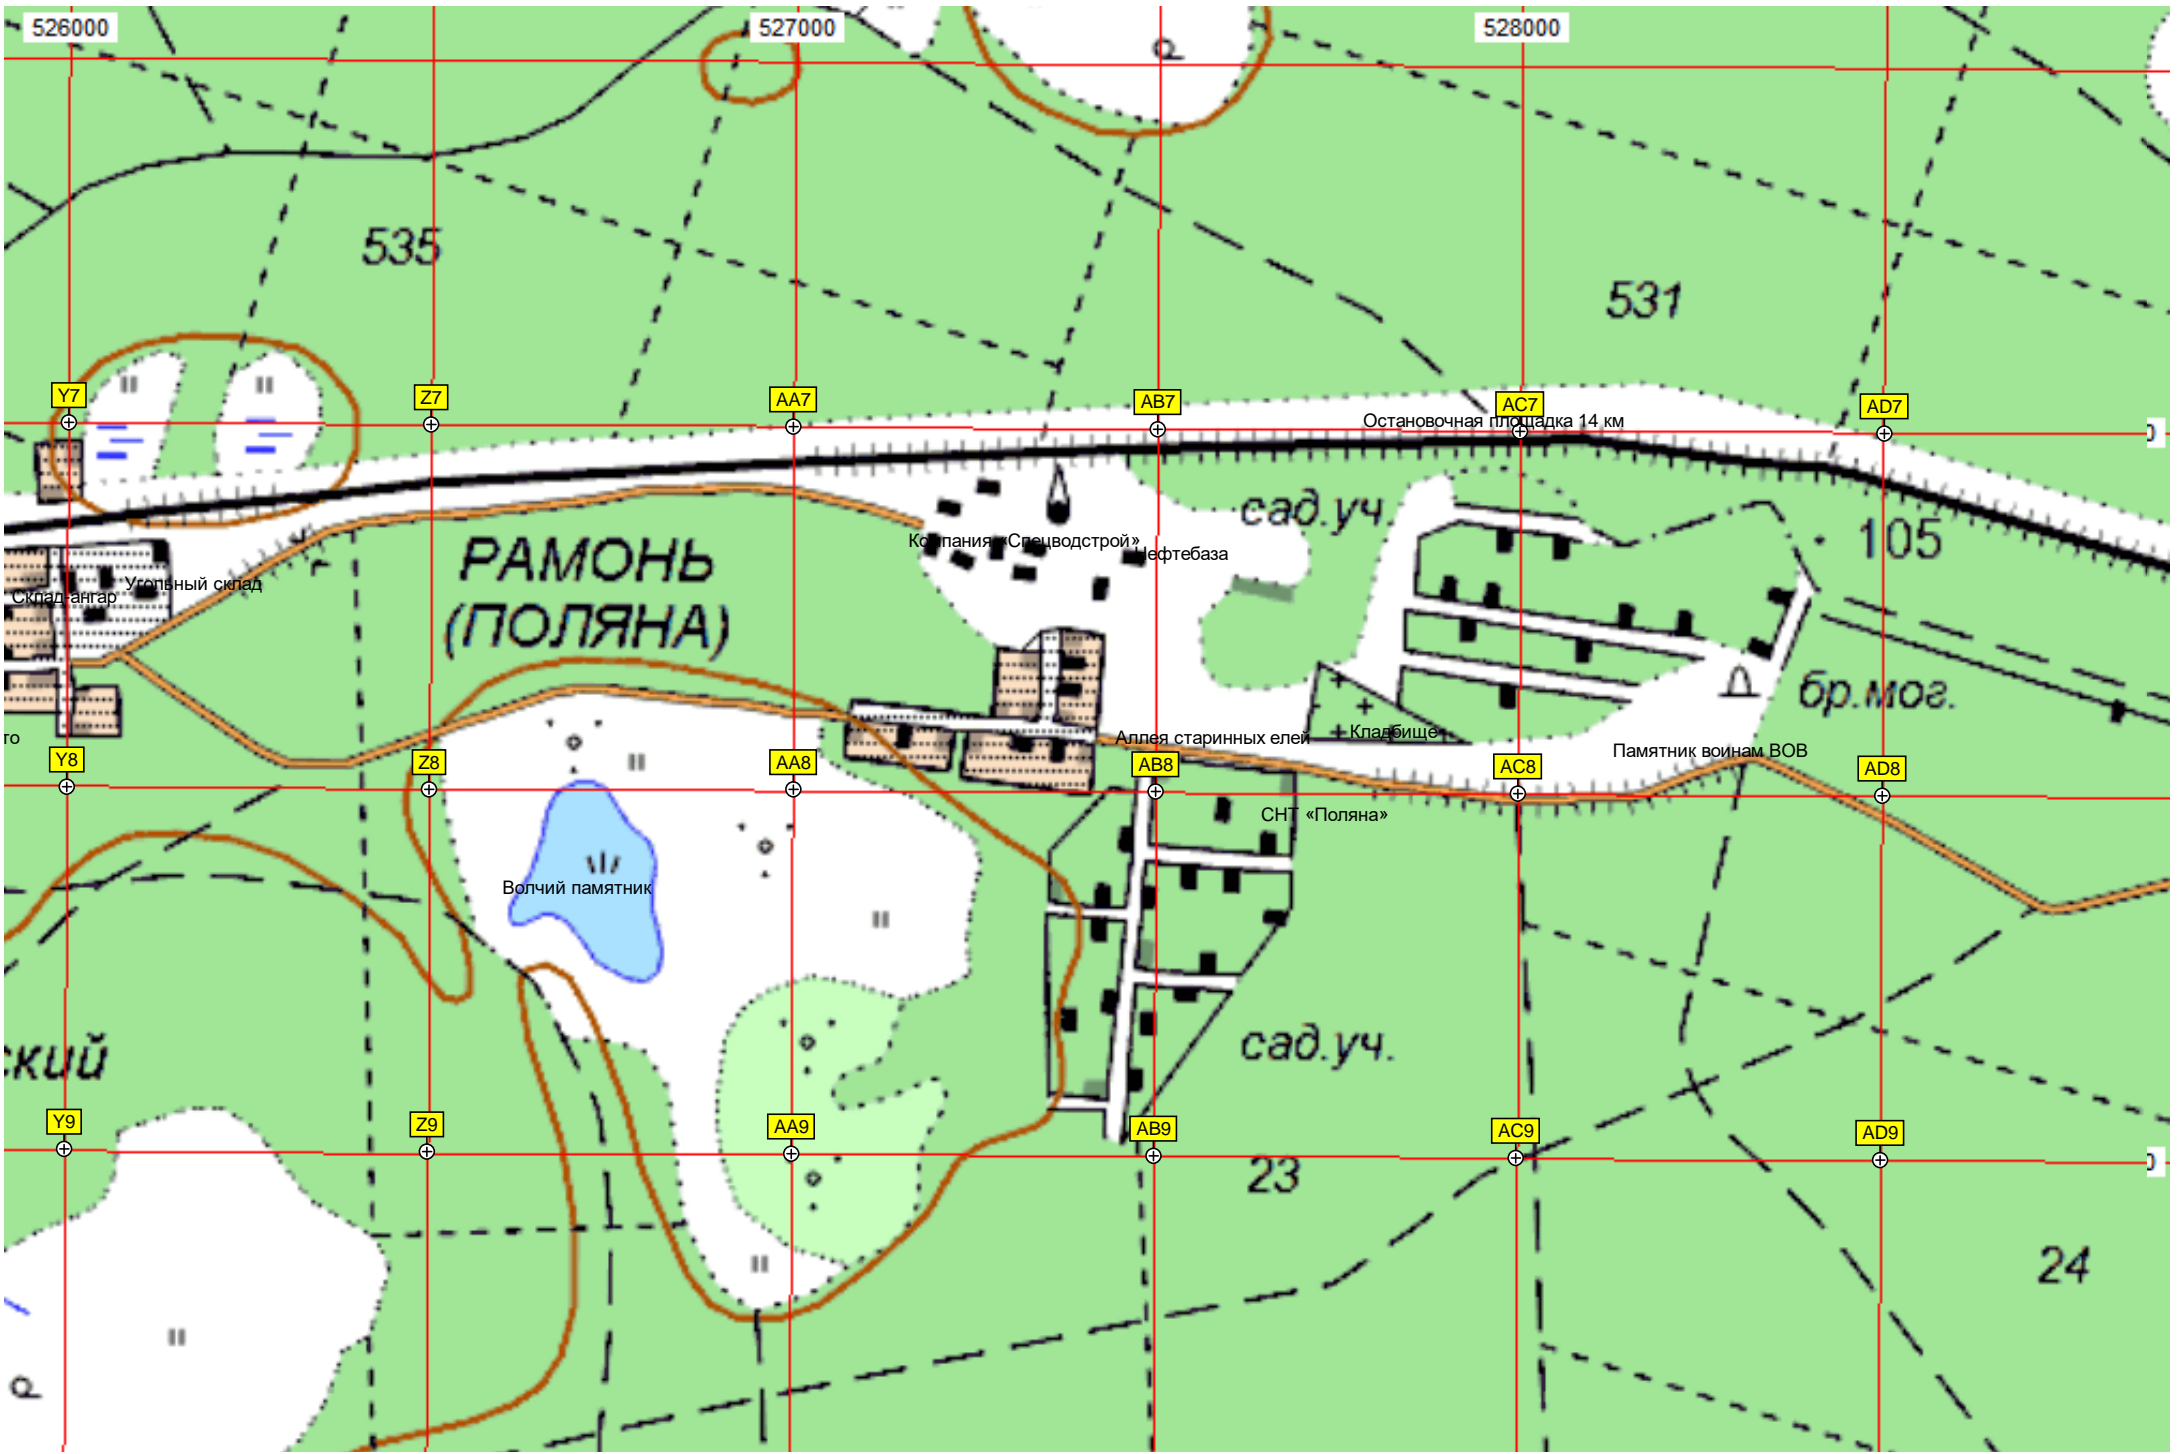 526000
527000
528000
535
531
Y7
Z7
AA7
AB7
AC7
AD7
Остановочная площадка 14 км
сад.уч.
105
Компания «Спецводстрой»
Нефтебаза
РАМОНЬ
(ПОЛЯНА)
Угольный склад
Склад-ангар
бр.мог.
то
Кладбище
Аллея старинных елей
Памятник воинам ВОВ
Y8
Z8
AA8
AB8
AC8
AD8
СНТ «Поляна»
Волчий памятник
ский
сад.уч.
Y9
Z9
AA9
AB9
AC9
AD9
23
24
р
р